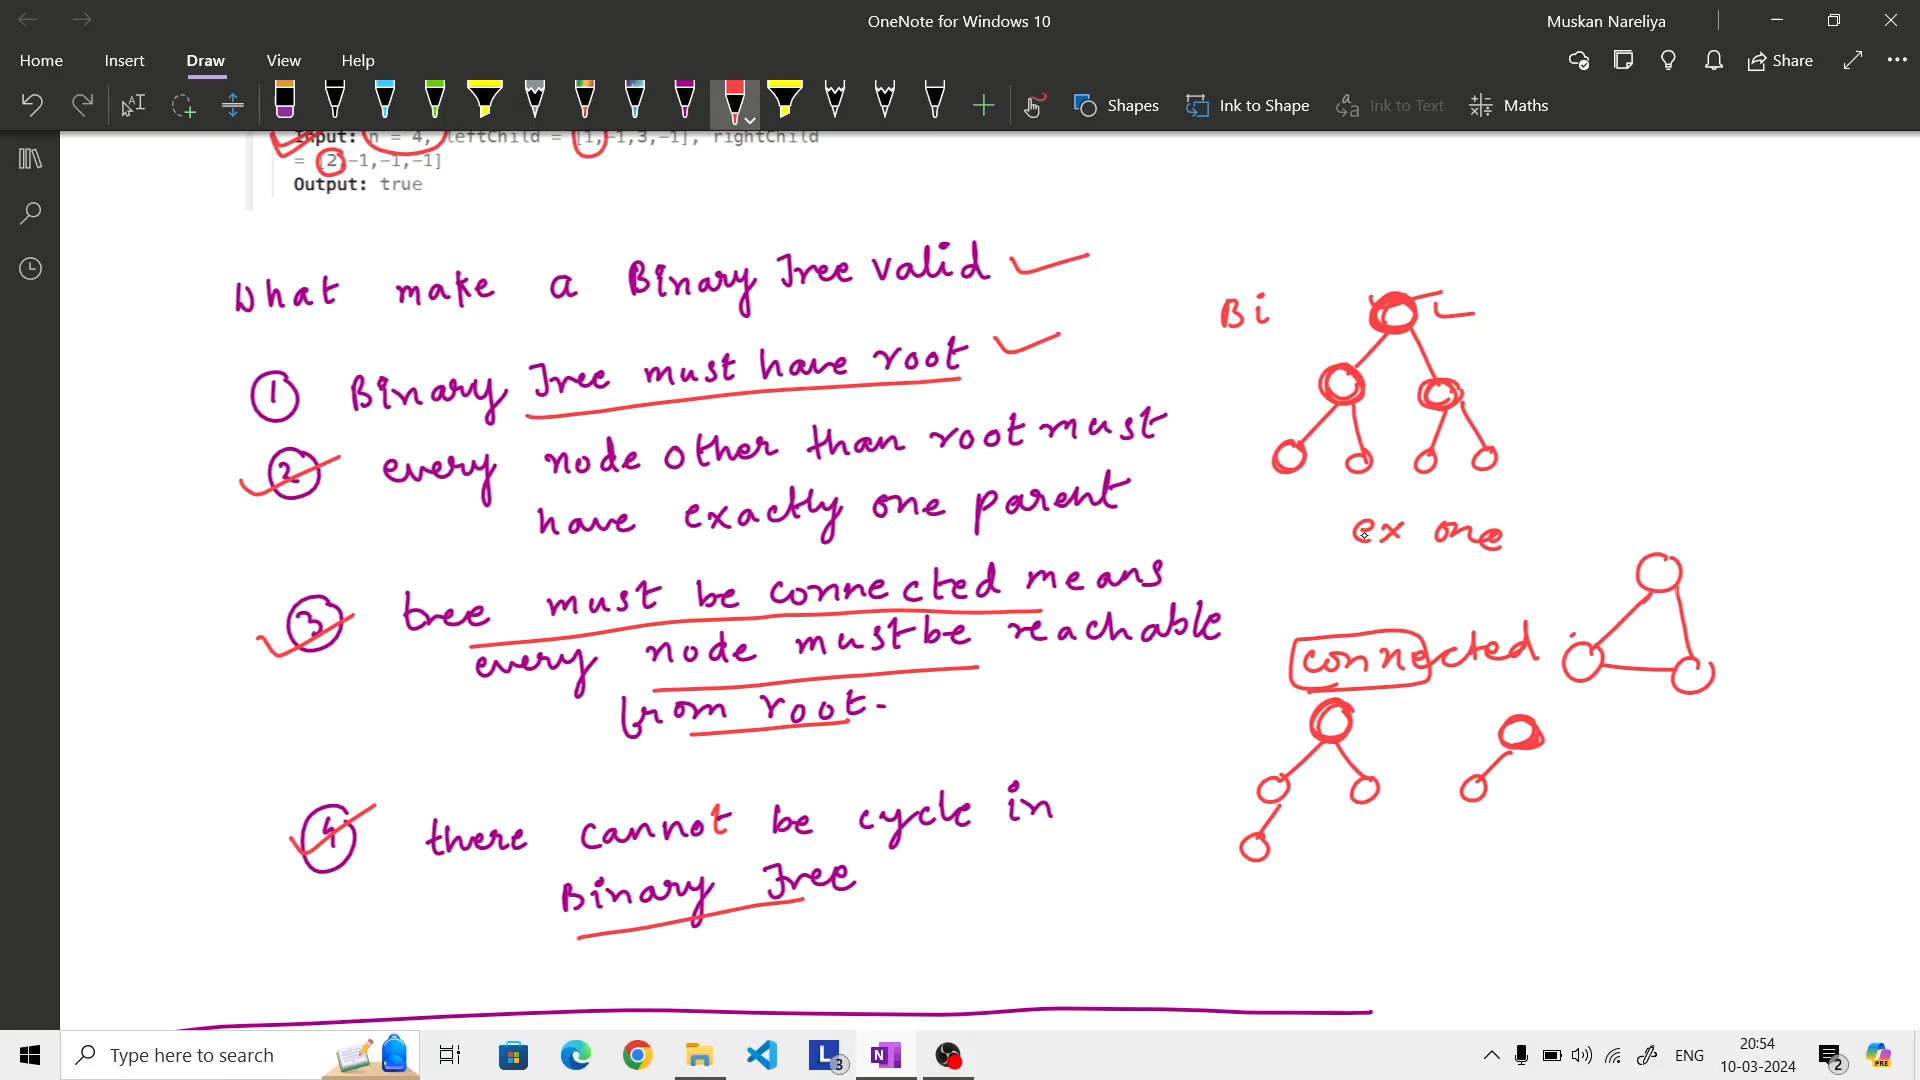 OneNote for Windows 10
Muskan Nareliya
Home Insert Draw View Help
Share
Shapes Ink to Shape Ink to Text Maths
Input: n = 4, leftChild = [1,-1,3,-1], rightChild
= [2,-1,-1,-1]
Output: true
What make a Binary Tree valid
1 Binary Tree must have root
2 every node other than root must
have exactly one parent
3 tree must be connected means
every node must be reachable
from root.
4 there cannot be cycle in
Binary Tree
Bi
ex one
connected
Type here to search
3
ENG
20:54
10-03-2024
2
PRE